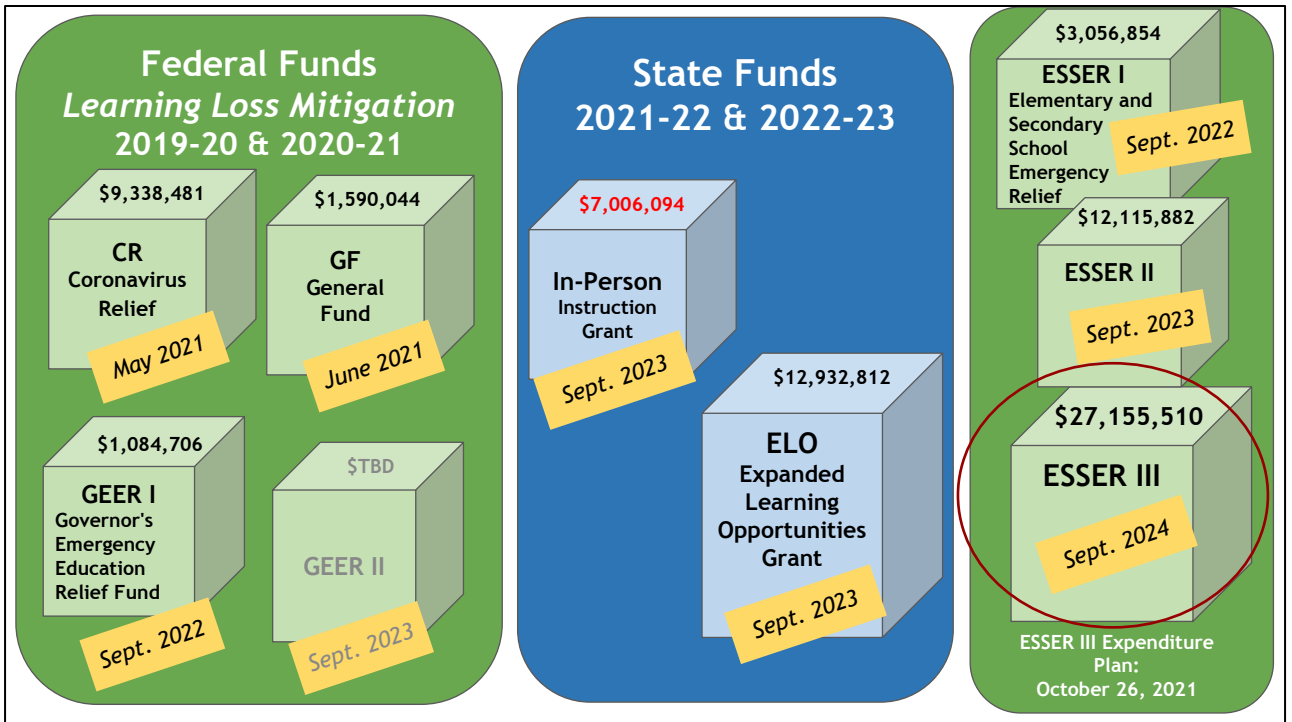 Federal Funds
Learning Loss Mitigation
2019-20 & 2020-21
$9,338,481
CR
Coronavirus
Relief
May 2021
$1,590,044
GF
General
Fund
June 2021
$1,084,706
GEER I
Governor's
Emergency
Education
Relief Fund
Sept. 2022
$TBD
GEER II
Sept. 2023
State Funds
2021-22 & 2022-23
$7,006,094
In-Person
Instruction
Grant
Sept. 2023
$12,932,812
ELO
Expanded
Learning
Opportunities
Grant
Sept. 2023
$3,056,854
ESSER I
Elementary and
Secondary
School
Emergency
Relief
Sept. 2022
$12,115,882
ESSER II
Sept. 2023
$27,155,510
ESSER III
Sept. 2024
ESSER III Expenditure
Plan:
October 26, 2021